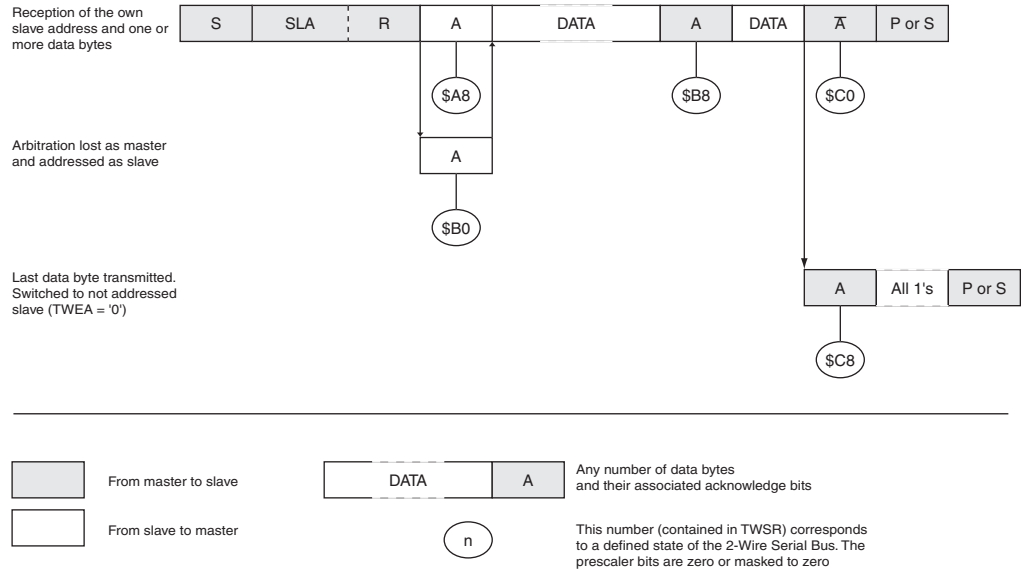 Reception of the own
slave address and one or
more data bytes
S SLA R A DATA A DATA A̅ P or S
$A8 $B8 $C0
Arbitration lost as master
and addressed as slave
A
$B0
Last data byte transmitted.
Switched to not addressed
slave (TWEA = '0')
A All 1's P or S
$C8
From master to slave
From slave to master
DATA A
Any number of data bytes
and their associated acknowledge bits
n
This number (contained in TWSR) corresponds
to a defined state of the 2-Wire Serial Bus. The
prescaler bits are zero or masked to zero